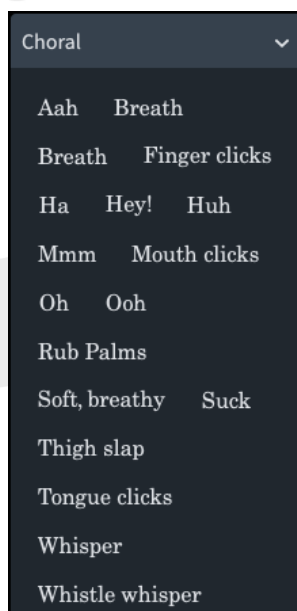 Choral
Aah Breath
Breath Finger clicks
Ha Hey! Huh
Mmm Mouth clicks
Oh Ooh
Rub Palms
Soft, breathy Suck
Thigh slap
Tongue clicks
Whisper
Whistle whisper